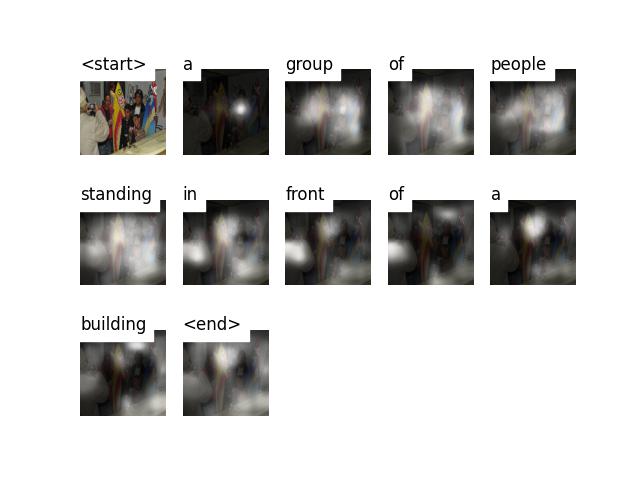 <start> a group of people
standing in front of a
building <end>